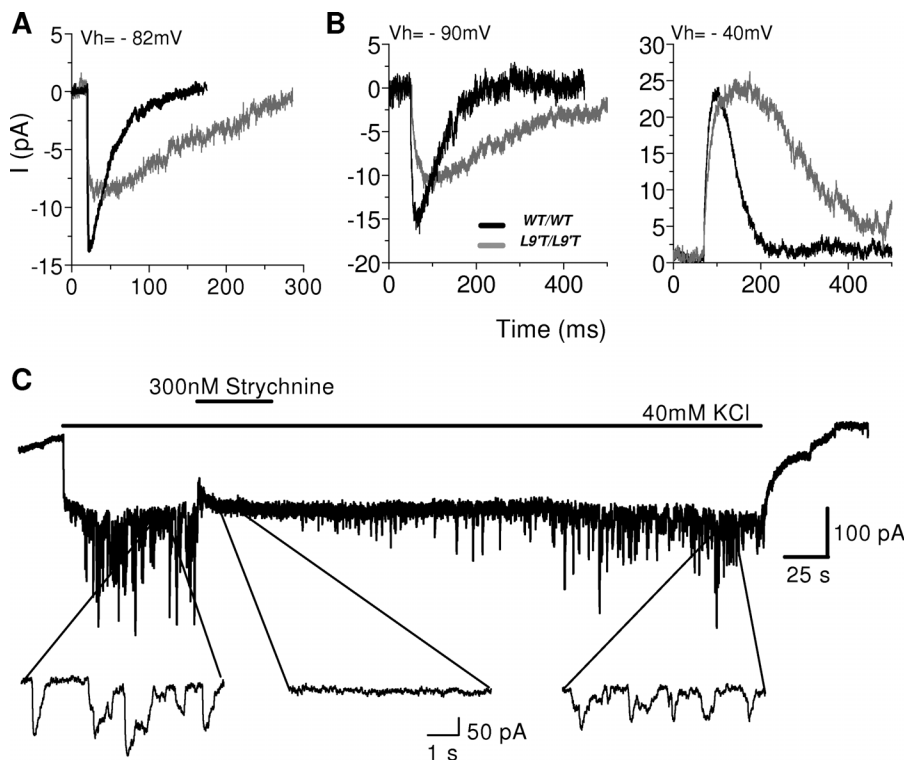 A
B
Vh= - 82mV
Vh= - 90mV
Vh= - 40mV
I (pA)
5
0
-5
-10
-15
0 100 200 300
5
0
-5
-10
-15
-20
0 200 400
WT/WT
L9'T/L9'T
30
25
20
15
10
5
0
0 200 400
Time (ms)
C
300nM Strychnine
40mM KCl
100 pA
25 s
50 pA
1 s